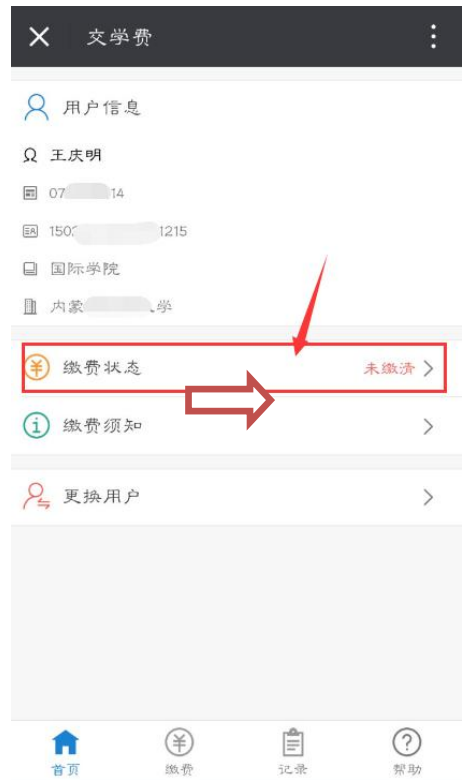 交学费
用户信息
王庆明
07 14
150 1215
国际学院
内蒙 学
缴费状态 未缴清
缴费须知
更换用户
首页 缴费 记录 帮助